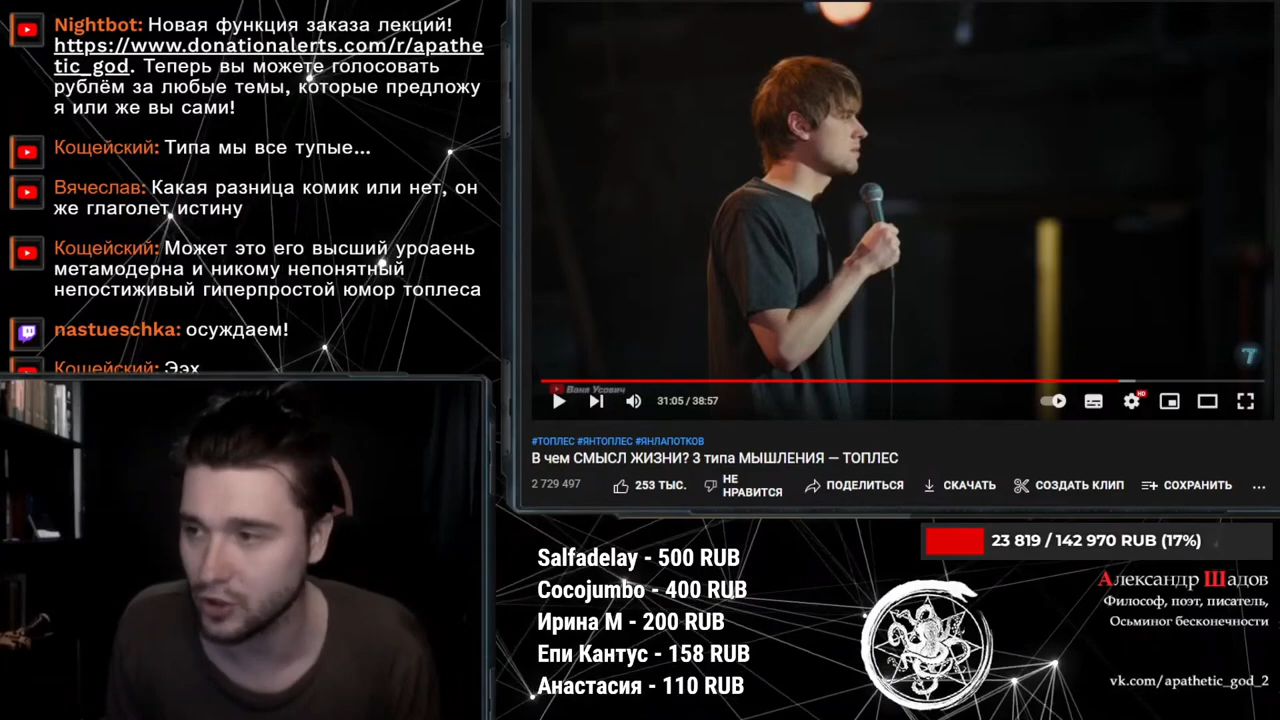 Nightbot: Новая функция заказа лекций!
https://www.donationalerts.com/r/apathe
tic_god. Теперь вы можете голосовать
рублём за любые темы, которые предложу
я или же вы сами!
Кощейский: Типа мы все тупые...
Вячеслав: Какая разница комик или нет, он
же глаголет истину
Кощейский: Может это его высший уроаень
метамодерна и никому непонятный
непостиживый гиперпростой юмор топлеса
nastueschka: осуждаем!
Кощейский: Ээх
Ваня Усович
31:05 / 38:57
HD
#ТОПЛЕС #ЯНТОПЛЕС #ЯНЛАПОТКОВ
В чем СМЫСЛ ЖИЗНИ? 3 типа МЫШЛЕНИЯ — ТОПЛЕС
2 729 497
253 ТЫС.
НЕ
НРАВИТСЯ
ПОДЕЛИТЬСЯ
СКАЧАТЬ
СОЗДАТЬ КЛИП
СОХРАНИТЬ
23 819 / 142 970 RUB (17%)
Salfadelay - 500 RUB
Cocojumbo - 400 RUB
Ирина М - 200 RUB
Епи Кантус - 158 RUB
Анастасия - 110 RUB
Александр Шадов
Философ, поэт, писатель,
Осьминог бесконечности
vk.com/apathetic_god_2